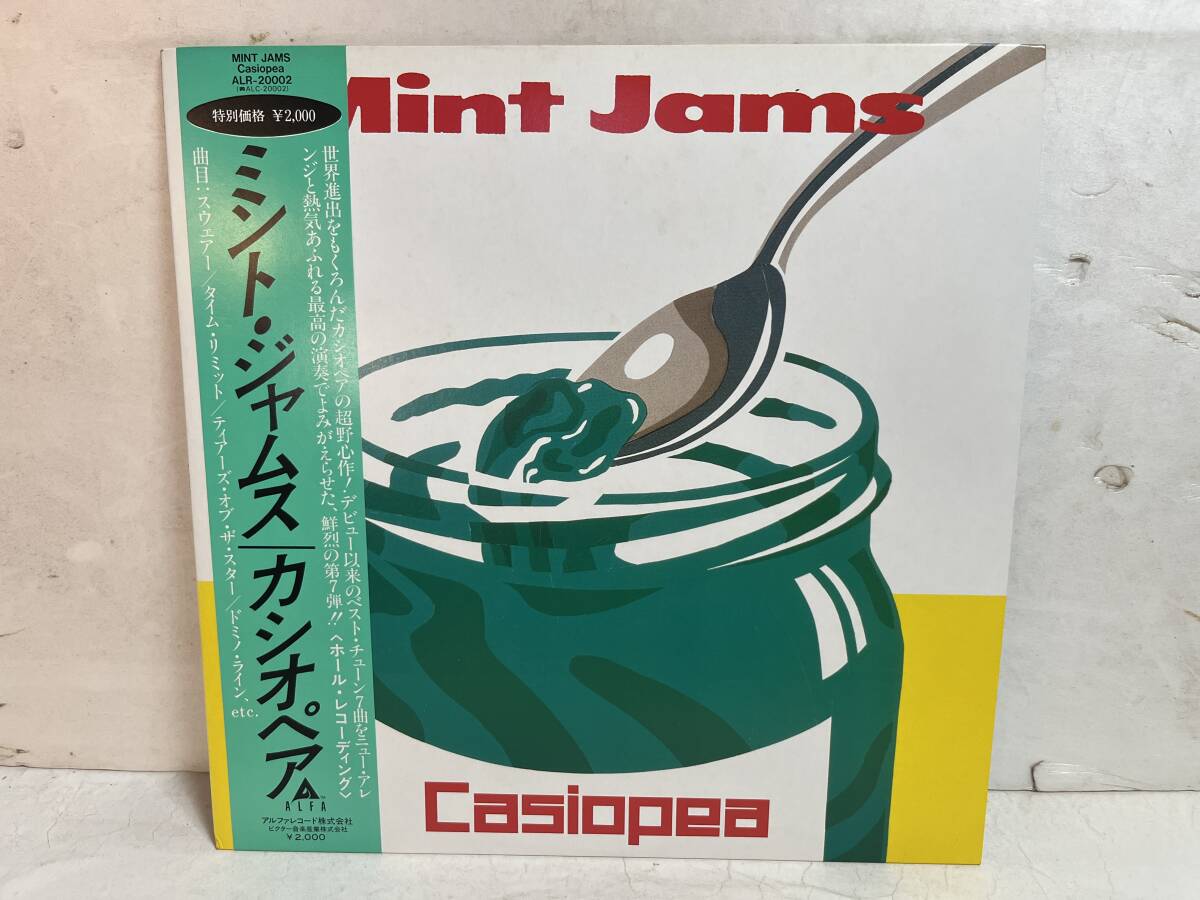 MINT JAMS
Casiopea
ALR-20002
(ALC-20002)
特別価格 ¥2,000
世界進出をもくろんだカシオペアの超野心作!デビュー以来のベスト・チューン7曲をニュー・アレ
ンジと熱気あふれる最高の演奏でよみがえらせた、鮮烈の第7弾!!〈ホール・レコーディング〉
ミント・ジャムス/カシオペア
曲目:スウェアー/タイム・リミット/ティアーズ・オブ・ザ・スター/ドミノ・ライン、etc.
ALFA
アルファレコード株式会社
ビクター音楽産業株式会社
¥2,000
Mint Jams
Casiopea